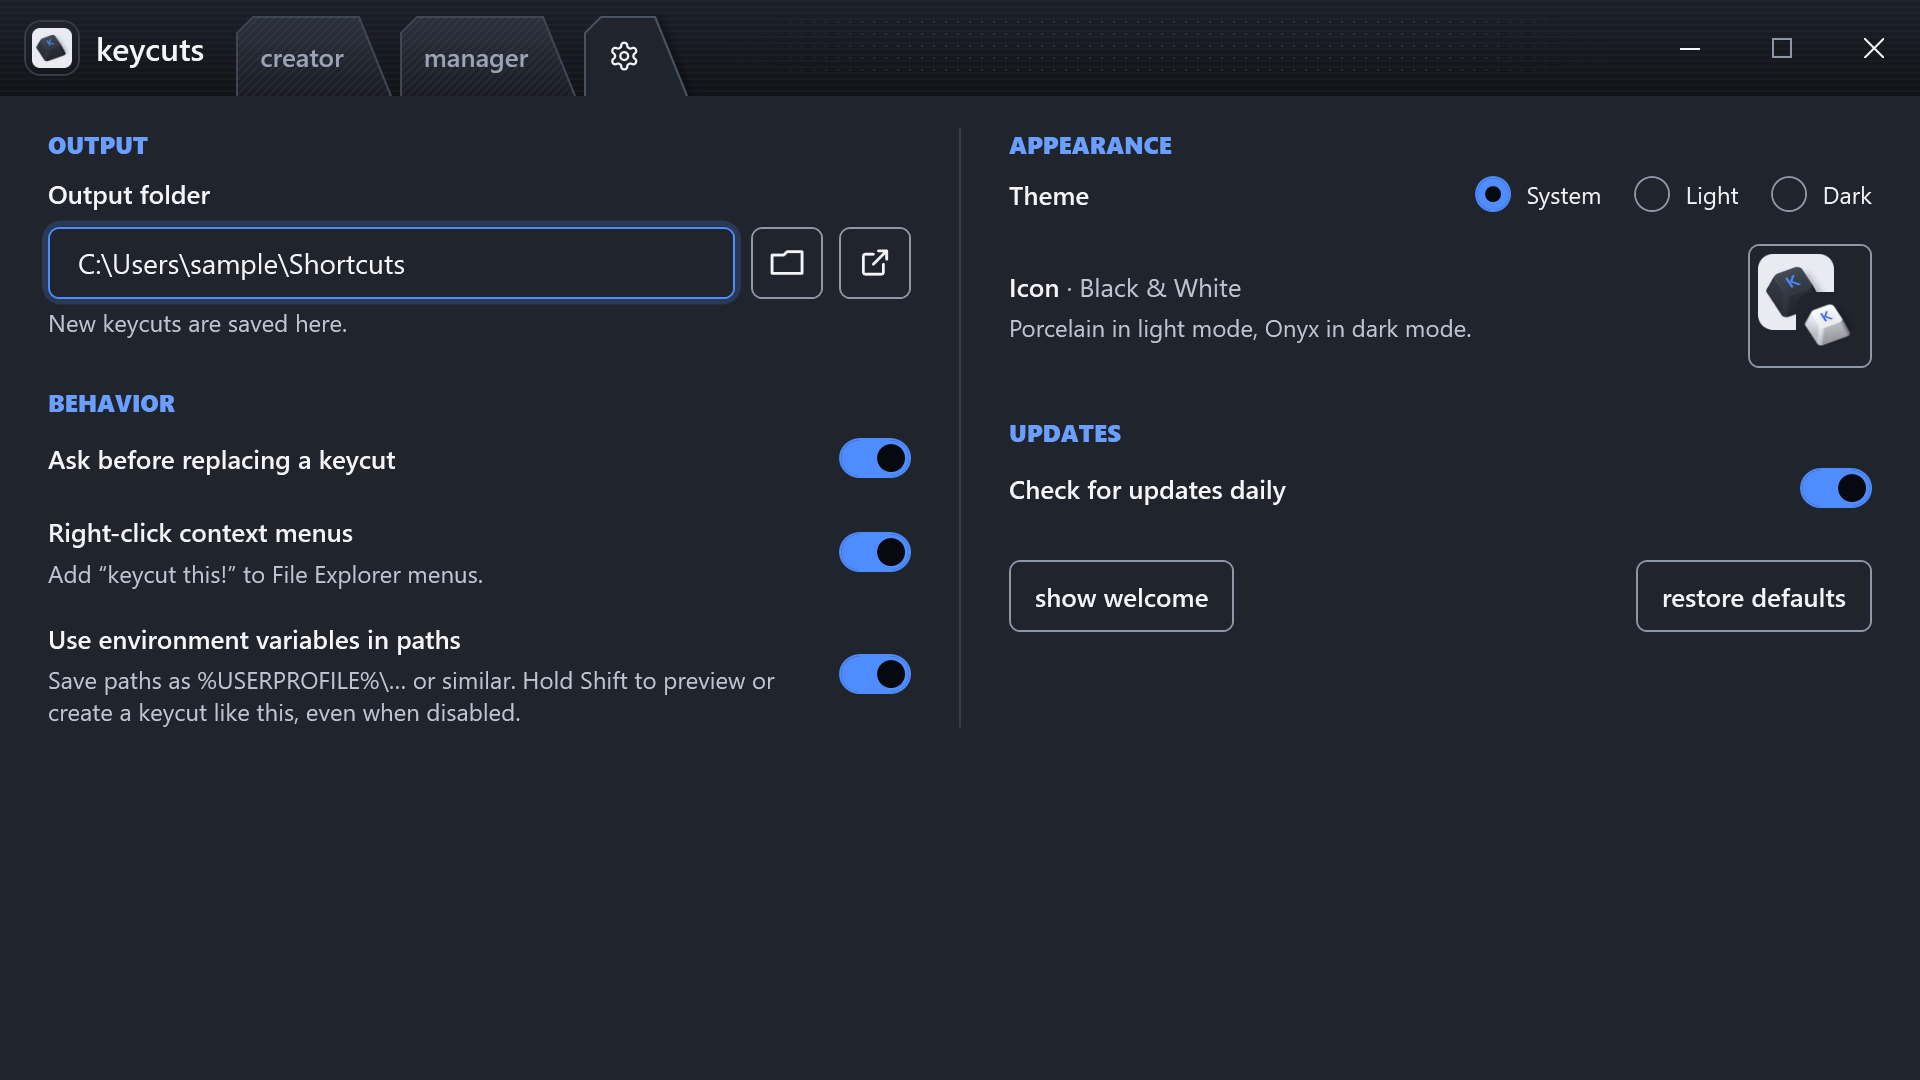 keycuts
creator
manager
OUTPUT
Output folder
C:\Users\sample\Shortcuts
New keycuts are saved here.
BEHAVIOR
Ask before replacing a keycut
Right-click context menus
Add “keycut this!” to File Explorer menus.
Use environment variables in paths
Save paths as %USERPROFILE%\... or similar. Hold Shift to preview or
create a keycut like this, even when disabled.
APPEARANCE
Theme
System
Light
Dark
Icon · Black & White
Porcelain in light mode, Onyx in dark mode.
K
K
UPDATES
Check for updates daily
show welcome
restore defaults